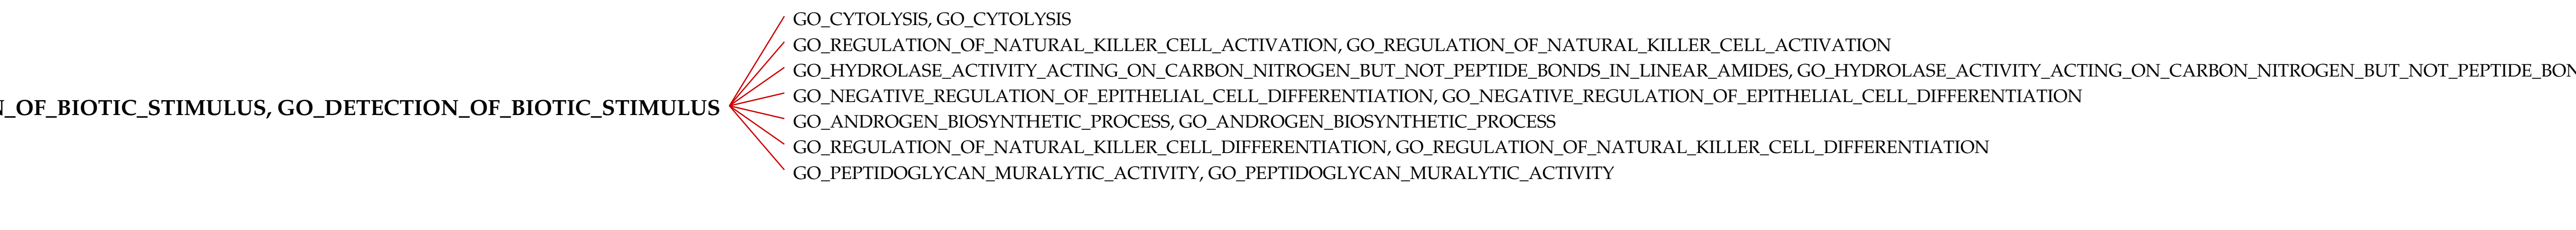 GO_CYTOLYSIS, GO_CYTOLYSIS
GO_REGULATION_OF_NATURAL_KILLER_CELL_ACTIVATION, GO_REGULATION_OF_NATURAL_KILLER_CELL_ACTIVATION
GO_HYDROLASE_ACTIVITY_ACTING_ON_CARBON_NITROGEN_BUT_NOT_PEPTIDE_BONDS_IN_LINEAR_AMIDES, GO_HYDROLASE_ACTIVITY_ACTING_ON_CARBON_NITROGEN_BUT_NOT_PEPTIDE_BON
GO_NEGATIVE_REGULATION_OF_EPITHELIAL_CELL_DIFFERENTIATION, GO_NEGATIVE_REGULATION_OF_EPITHELIAL_CELL_DIFFERENTIATION
N_OF_BIOTIC_STIMULUS, GO_DETECTION_OF_BIOTIC_STIMULUS
GO_ANDROGEN_BIOSYNTHETIC_PROCESS, GO_ANDROGEN_BIOSYNTHETIC_PROCESS
GO_REGULATION_OF_NATURAL_KILLER_CELL_DIFFERENTIATION, GO_REGULATION_OF_NATURAL_KILLER_CELL_DIFFERENTIATION
GO_PEPTIDOGLYCAN_MURALYTIC_ACTIVITY, GO_PEPTIDOGLYCAN_MURALYTIC_ACTIVITY